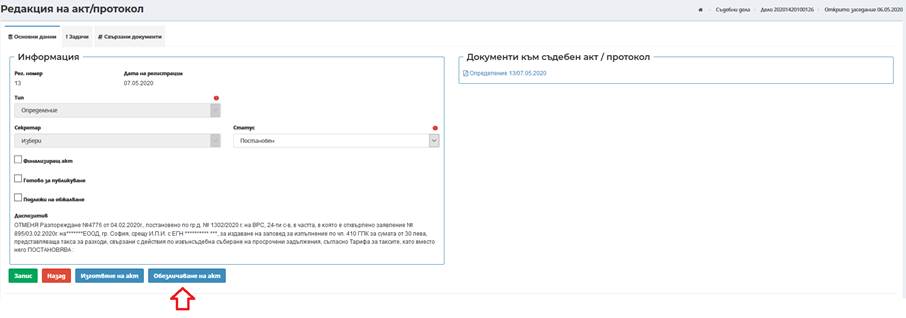 Редакция на акт/протокол
Съдебни дела Дело 20201420100126 Открито заседание 06.05.2020
Основни данни ! Задачи # Свързани документи
Информация
Рег. номер Дата на регистрация
13 07.05.2020
Тип
Определение
Секретар Статус
Избери Постановен
Финализиращ акт
Готово за публикуване
Подлежи на обжалване
Диспозитив
ОТМЕНЯ Разпореждане №4776 от 04.02.2020г., постановено по гр.д. № 1302/2020 г. на ВРС, 24-ти с-в, в частта, в която е отхвърлено заявление №
895/03.02.2020г. на*******ЕООД, гр. София, срещу И.П.И. с ЕГН ********** ***, за издаване на заповед за изпълнение по чл. 410 ГПК за сумата от 30 лева,
представляваща такса за разходи, свързани с действия по извънсъдебно събиране на просрочени задължения, съгласно Тарифа за таксите, като вместо
него ПОСТАНОВЯВА:
Запис Назад Изготвяне на акт Обезличаване на акт
Документи към съдебен акт / протокол
Определение 13/07.05.2020